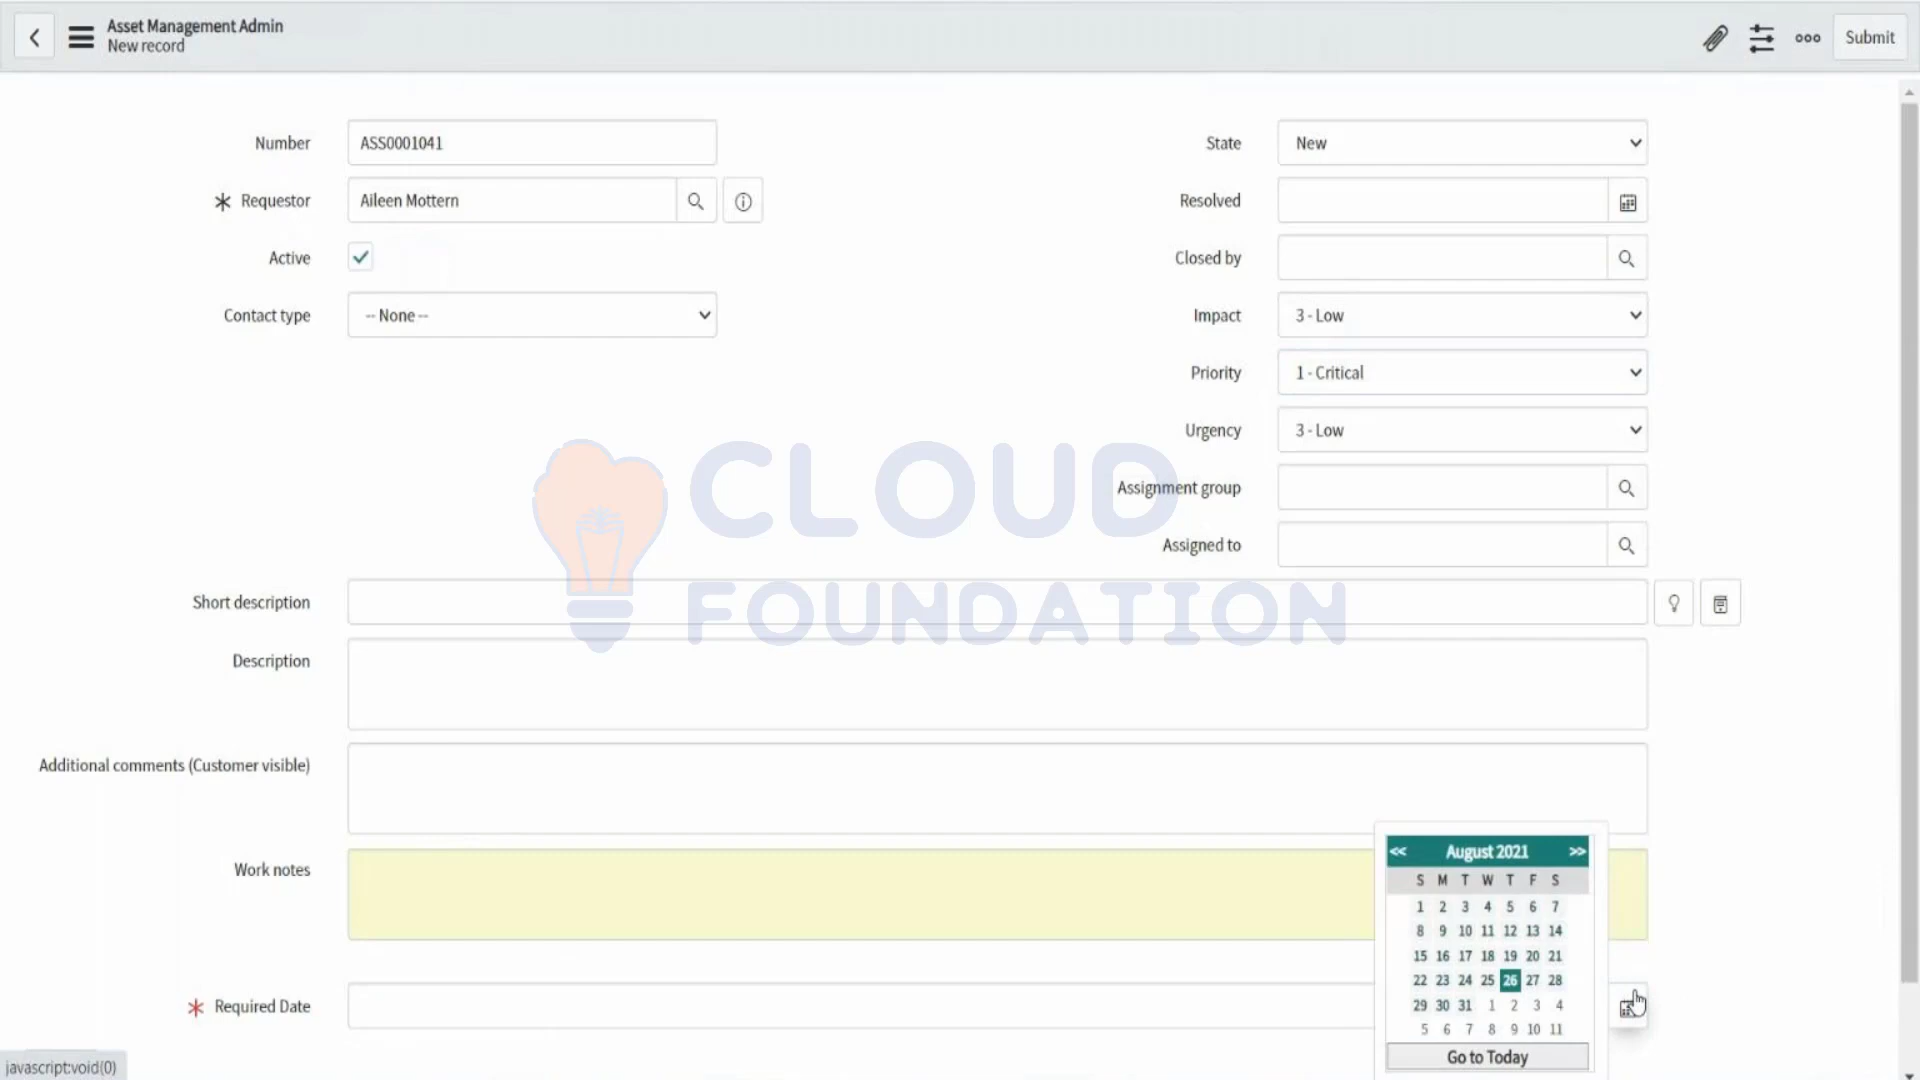 Asset Management Admin
New record
Submit
Number
ASS0001041
State
New
Requestor
Aileen Mottern
Resolved
Active
Closed by
Contact type
-- None --
Impact
3 - Low
Priority
1 - Critical
Urgency
3 - Low
Assignment group
Assigned to
CLOUD
FOUNDATION
Short description
Description
Additional comments (Customer visible)
Work notes
Required Date
<< August 2021 >>
S M T W T F S
1 2 3 4 5 6 7
8 9 10 11 12 13 14
15 16 17 18 19 20 21
22 23 24 25 26 27 28
29 30 31 1 2 3 4
5 6 7 8 9 10 11
Go to Today
javascript:void(0)